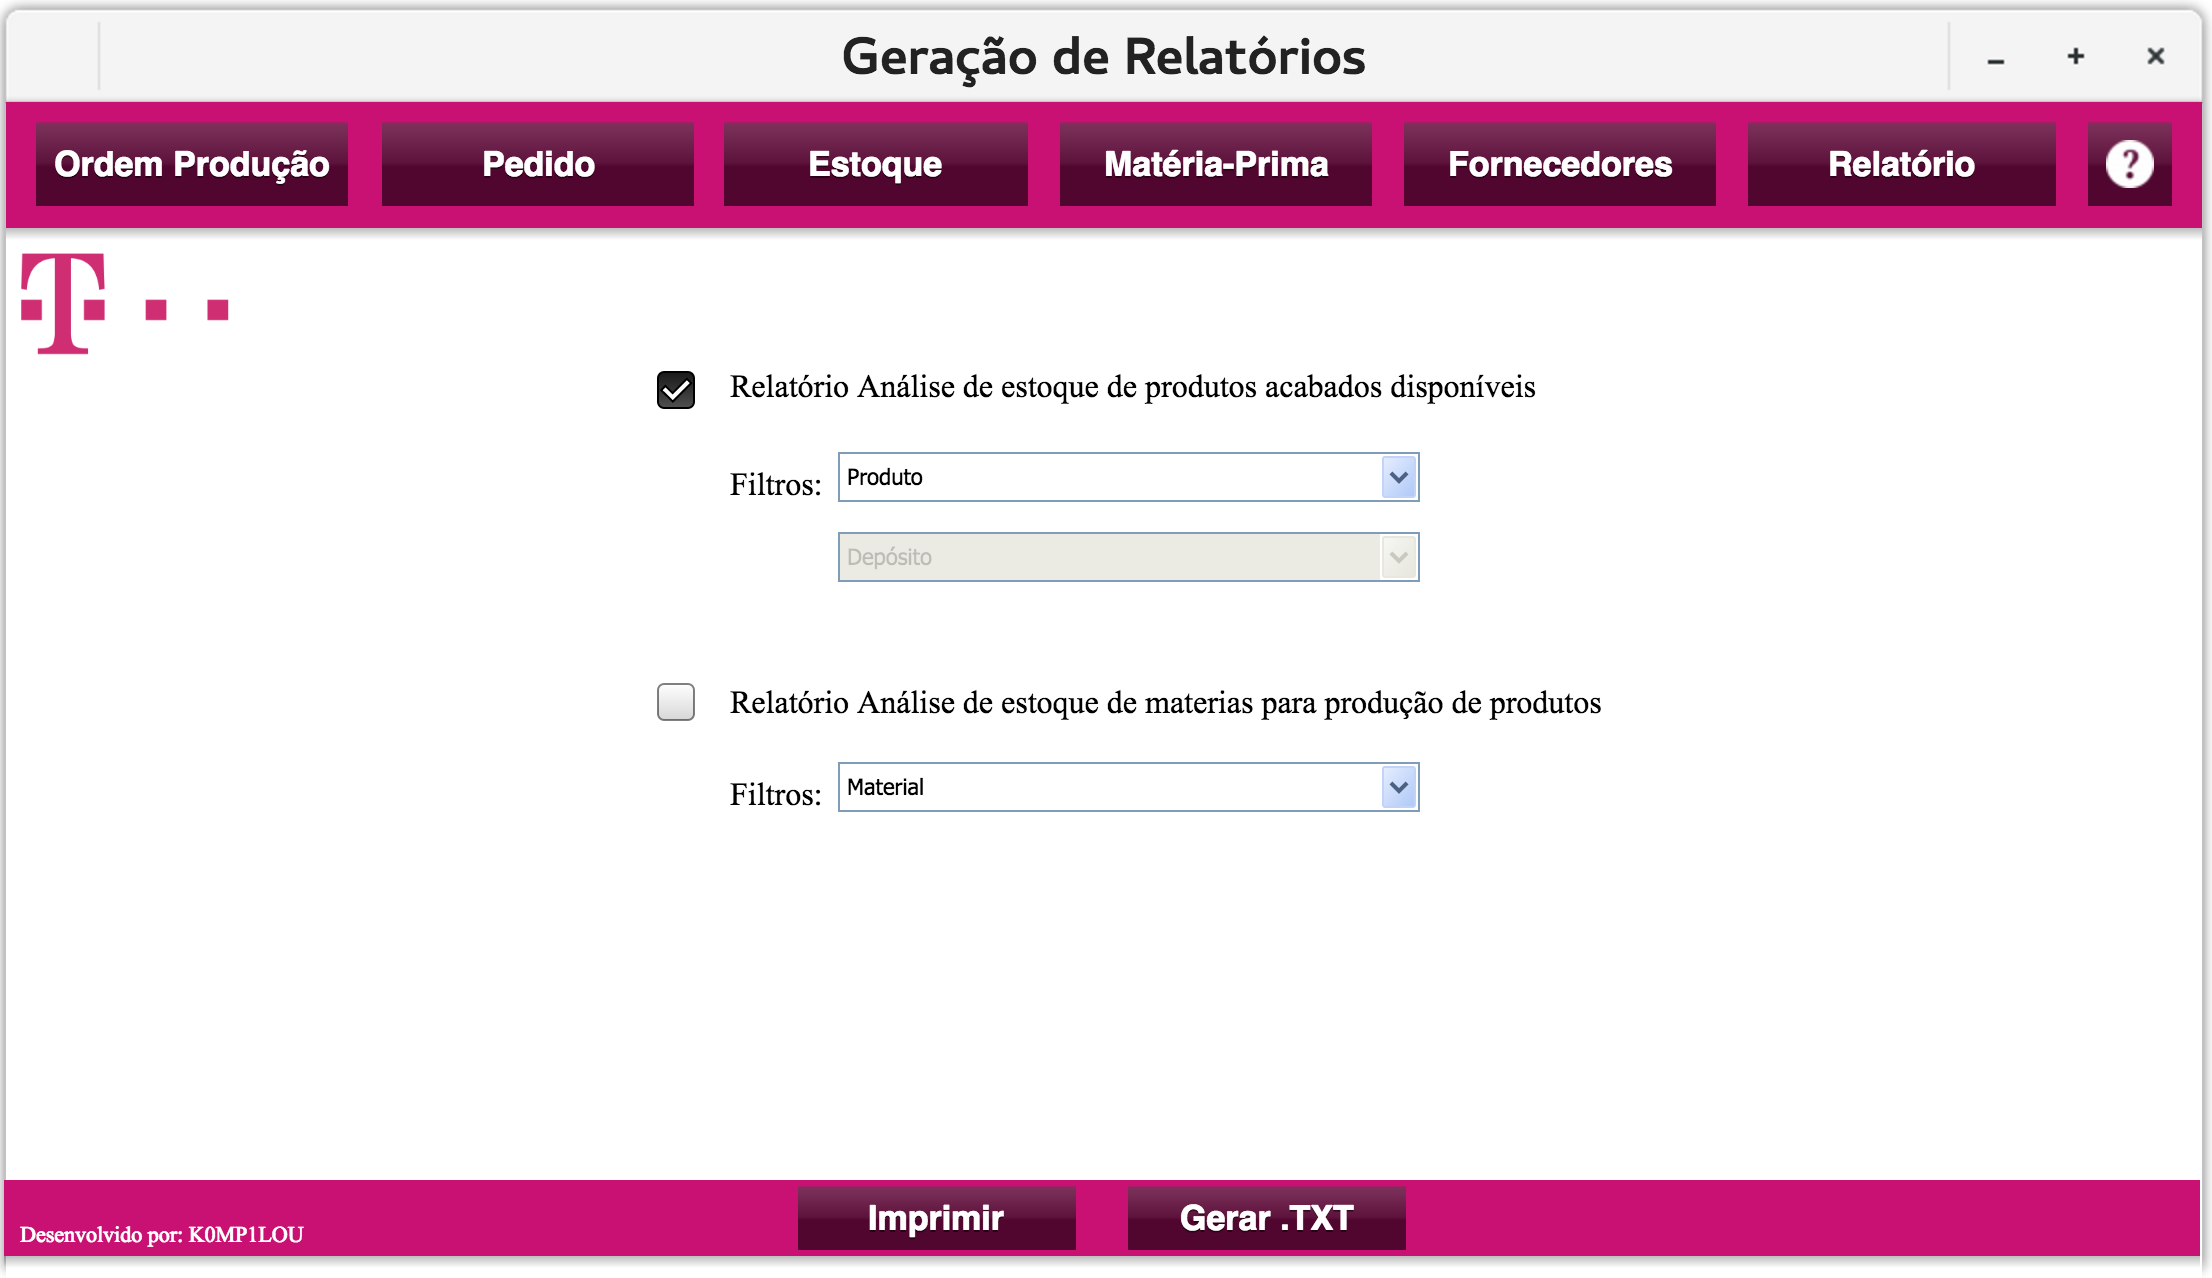 Geração de Relatórios
Ordem Produção
Pedido
Estoque
Matéria-Prima
Fornecedores
Relatório
?
T
Relatório Análise de estoque de produtos acabados disponíveis
Filtros: Produto
Depósito
Relatório Análise de estoque de materias para produção de produtos
Filtros: Material
Imprimir
Gerar .TXT
Desenvolvido por: K0MP1LOU